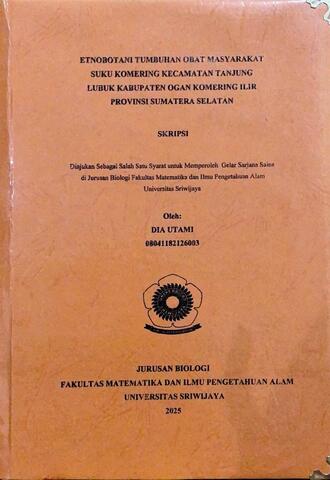 ETNOBOTANI TUMBUHAN OBAT MASYARAKAT
SUKU KOMERING KECAMATAN TANJUNG
LUBUK KABUPATEN OGAN KOMERING ILIR
PROVINSI SUMATERA SELATAN
SKRIPSI
Diajukan Sebagai Salah Satu Syarat untuk Memperoleh Gelar Sarjana Sains
di Jurusan Biologi Fakultas Matematika dan Ilmu Pengetahuan Alam
Universitas Sriwijaya
Oleh:
DIA UTAMI
08041182126003
JURUSAN BIOLOGI
FAKULTAS MATEMATIKA DAN ILMU PENGETAHUAN ALAM
UNIVERSITAS SRIWIJAYA
2025